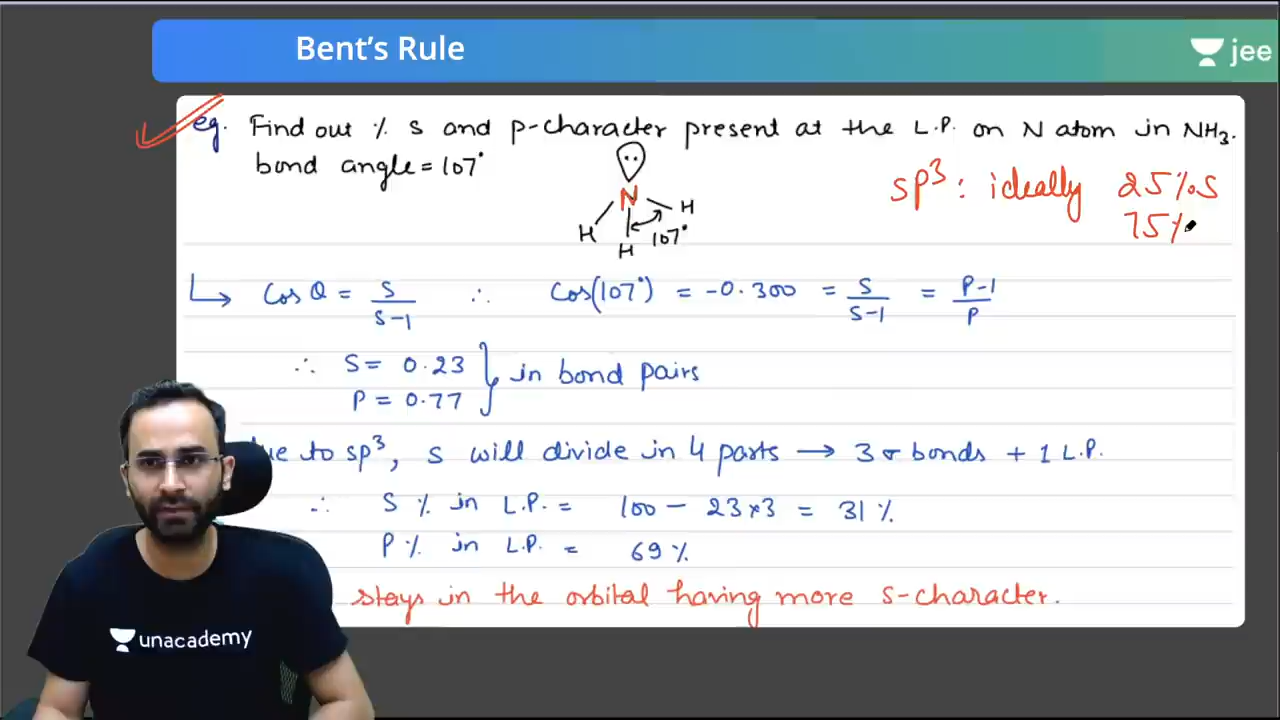 Bent's Rule
jee
eg. Find out % s and p-character present at the L.P. on N atom in NH₃.
bond angle = 107°
sp³ : ideally 25% s
75%
N
H
H
H
107°
Cos θ = s/(s-1) ∴ Cos(107°) = -0.300 = s/(s-1) = (P-1)/P
∴ s = 0.23
P = 0.77
} in bond pairs
ue to sp³, s will divide in 4 parts → 3 σ bonds + 1 L.P.
∴ S % in L.P. = 100 - 23×3 = 31 %
P % in L.P. = 69 %
stays in the orbital having more s-character.
unacademy